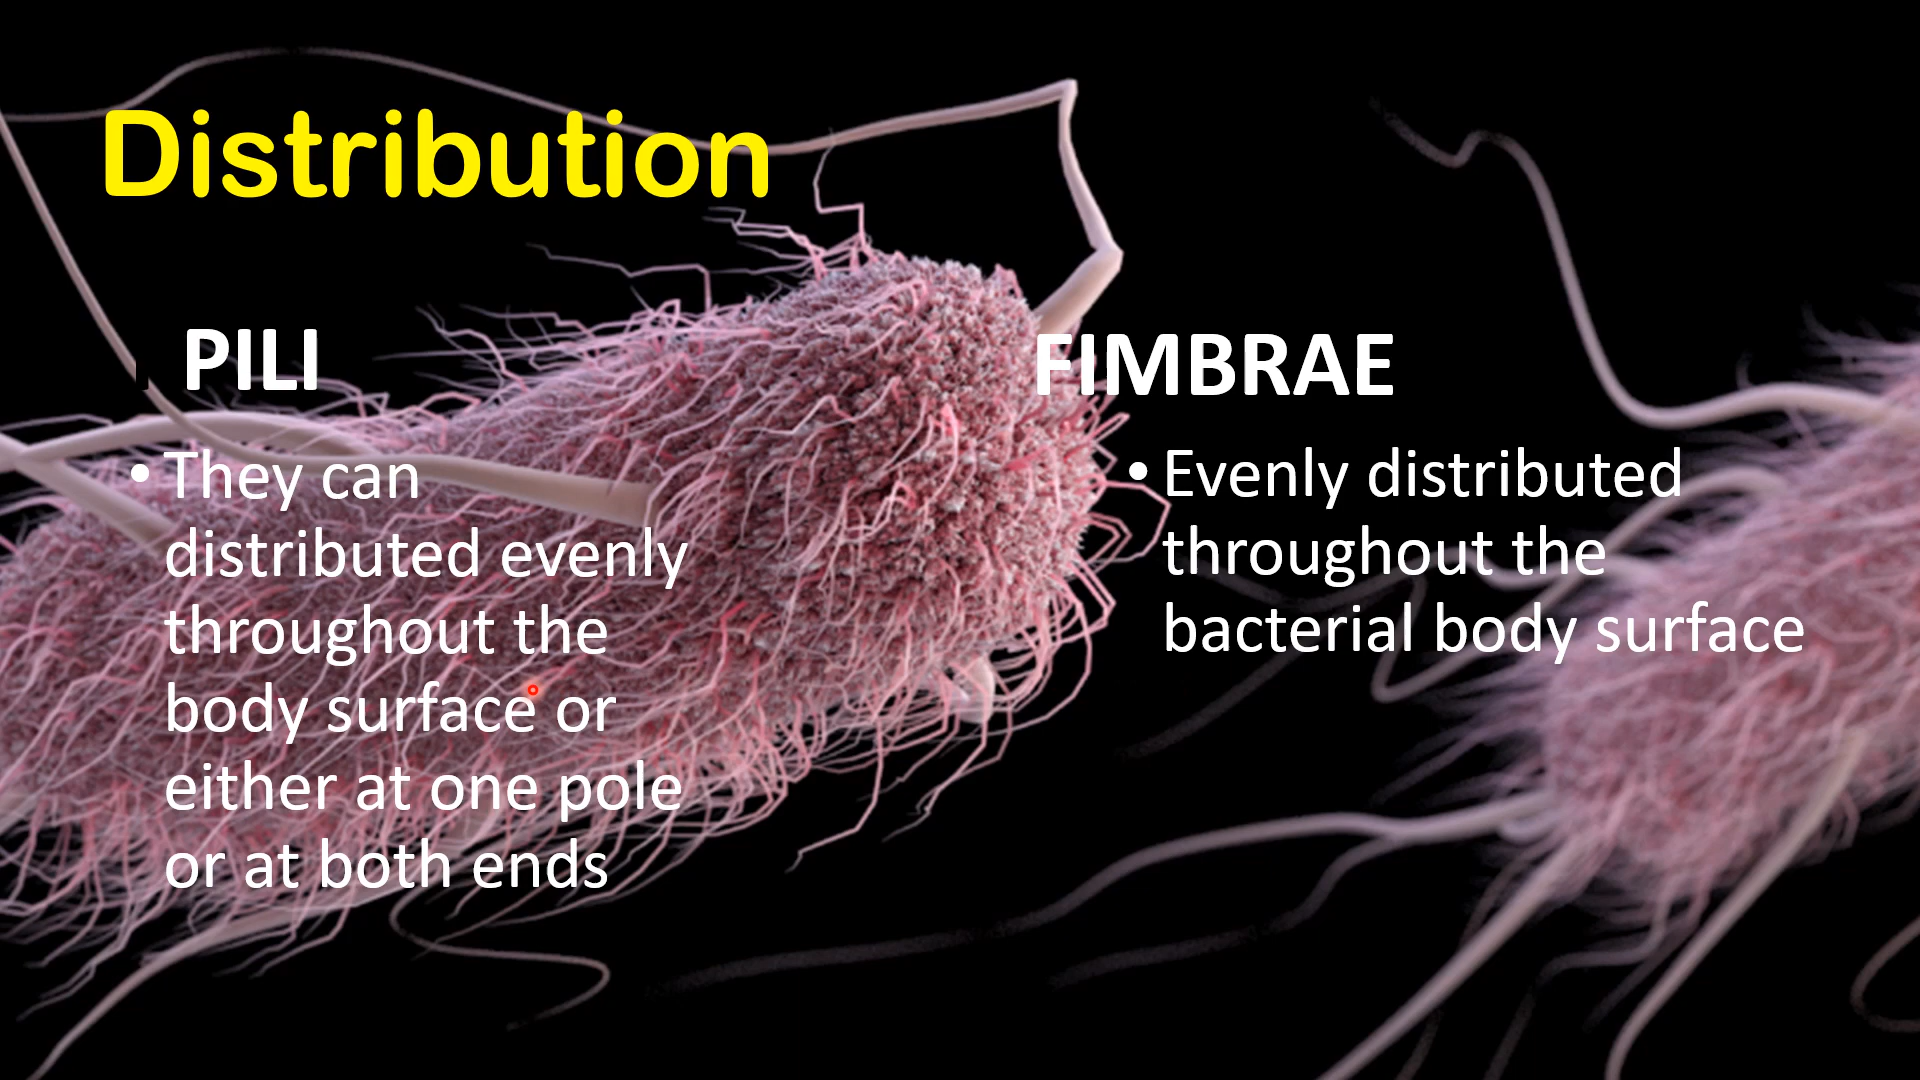 Distribution
PILI
• They can
distributed evenly
throughout the
body surface or
either at one pole
or at both ends
FIMBRAE
• Evenly distributed
throughout the
bacterial body surface